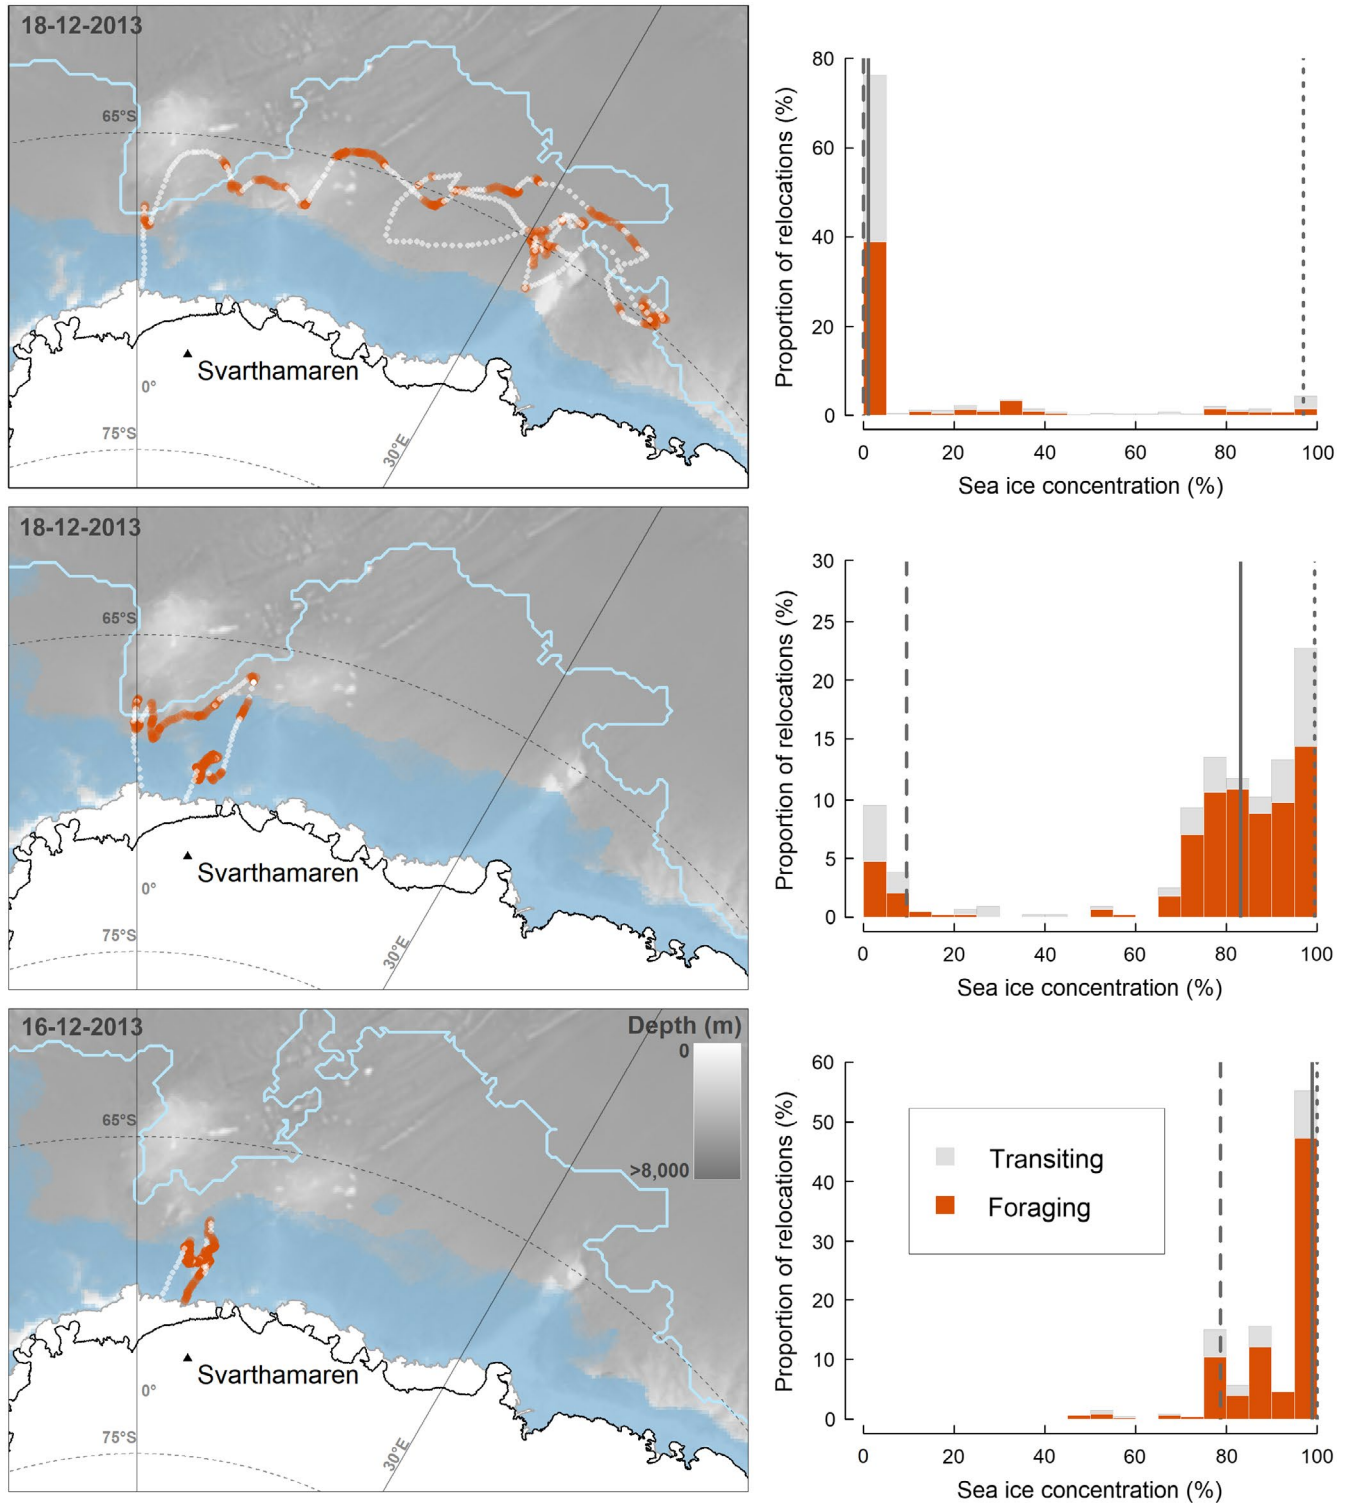 18-12-2013
65°S
Svarthamaren
0°
75°S
30°E
80
60
40
20
0
Proportion of relocations (%)
0 20 40 60 80 100
Sea ice concentration (%)
18-12-2013
65°S
Svarthamaren
0°
75°S
30°E
30
25
20
15
10
5
0
Proportion of relocations (%)
0 20 40 60 80 100
Sea ice concentration (%)
16-12-2013
Depth (m)
0
>8,000
65°S
Svarthamaren
0°
75°S
30°E
60
50
40
30
20
10
0
Proportion of relocations (%)
Transiting
Foraging
0 20 40 60 80 100
Sea ice concentration (%)